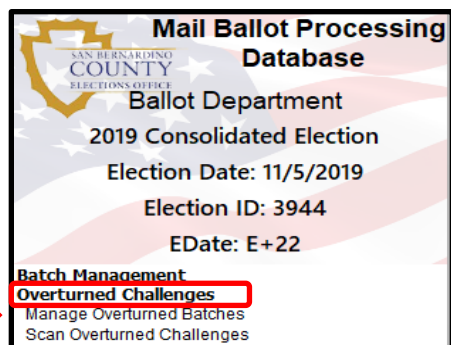 Mail Ballot Processing
Database
SAN BERNARDINO
COUNTY
ELECTIONS OFFICE
Ballot Department
2019 Consolidated Election
Election Date: 11/5/2019
Election ID: 3944
EDate: E+22
Batch Management
Overturned Challenges
Manage Overturned Batches
Scan Overturned Challenges